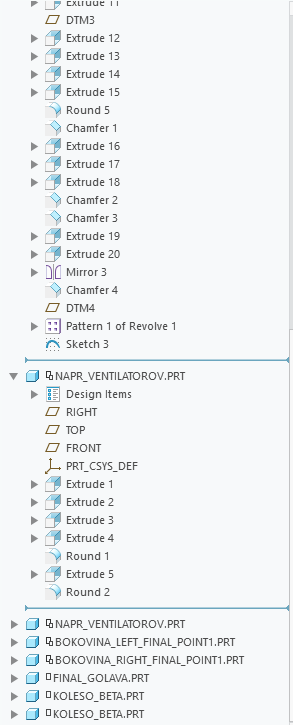 Extrude 11
DTM3
Extrude 12
Extrude 13
Extrude 14
Extrude 15
Round 5
Chamfer 1
Extrude 16
Extrude 17
Extrude 18
Chamfer 2
Chamfer 3
Extrude 19
Extrude 20
Mirror 3
Chamfer 4
DTM4
Pattern 1 of Revolve 1
Sketch 3
NAPR_VENTILATOROV.PRT
Design Items
RIGHT
TOP
FRONT
PRT_CSYS_DEF
Extrude 1
Extrude 2
Extrude 3
Extrude 4
Round 1
Extrude 5
Round 2
NAPR_VENTILATOROV.PRT
BOKOVINA_LEFT_FINAL_POINT1.PRT
BOKOVINA_RIGHT_FINAL_POINT1.PRT
FINAL_GOLAVA.PRT
KOLESO_BETA.PRT
KOLESO_BETA.PRT